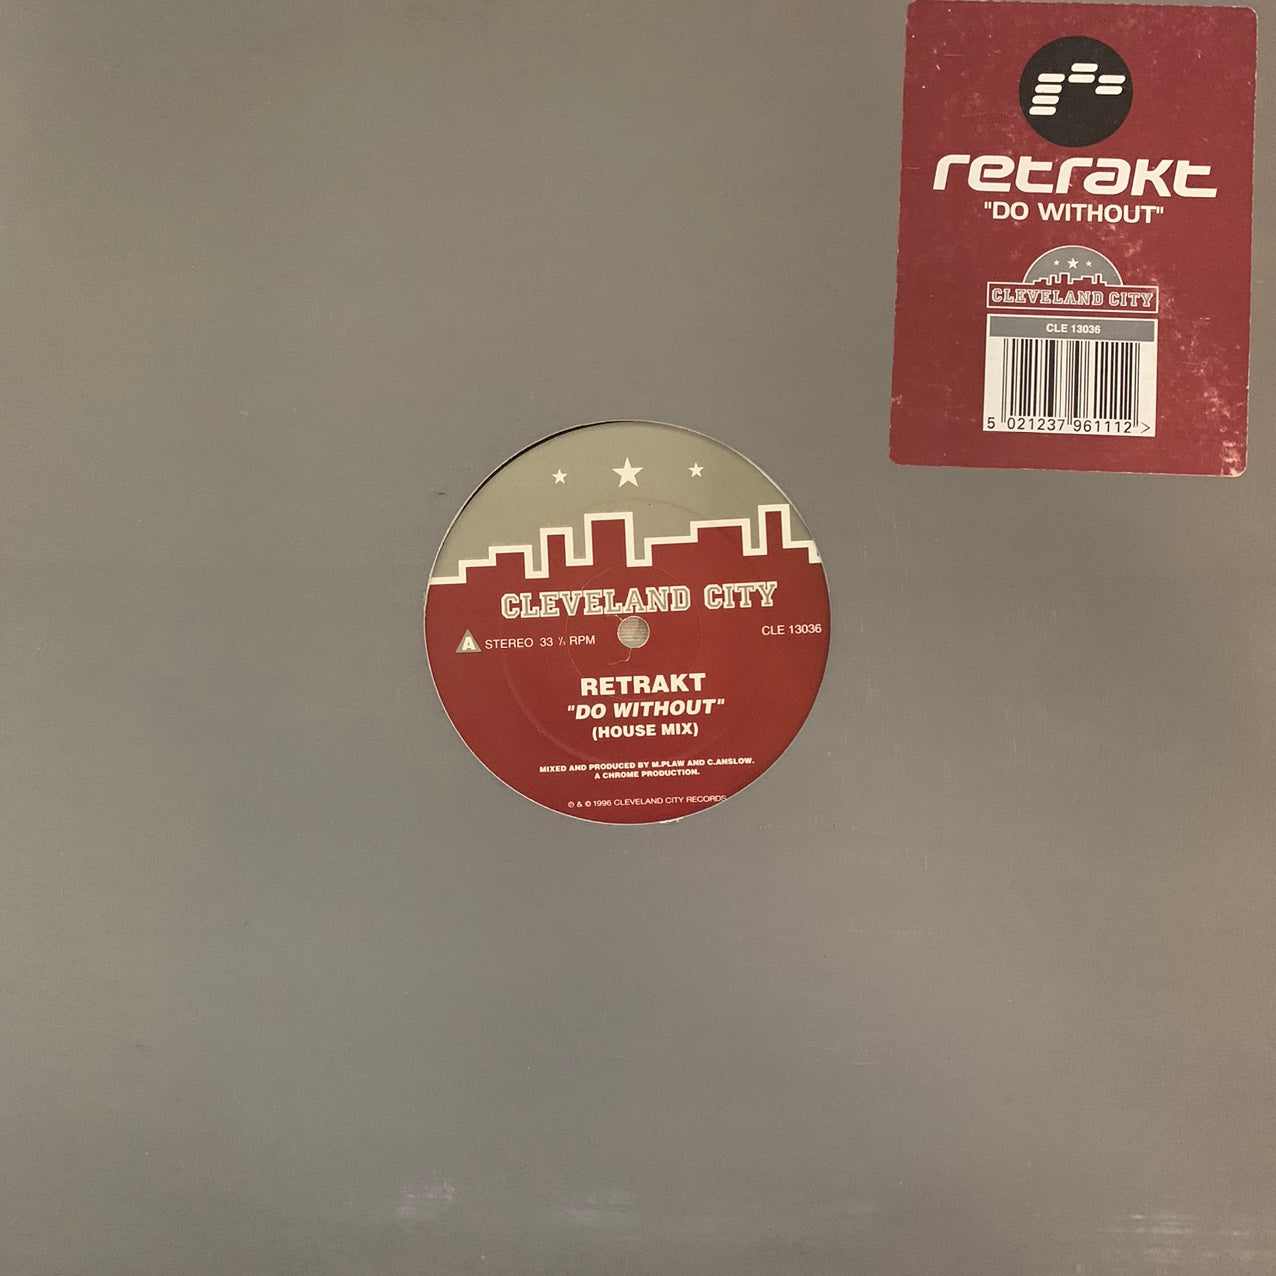 retrakt
"DO WITHOUT"
CLEVELAND CITY
CLE 13036
5 021237 961112 >
CLEVELAND CITY
A STEREO 33 ⅓ RPM
CLE 13036
RETRAKT
"DO WITHOUT"
(HOUSE MIX)
MIXED AND PRODUCED BY M.PLAW AND C.ANSLOW.
A CHROME PRODUCTION.
℗ & © 1996 CLEVELAND CITY RECORDS